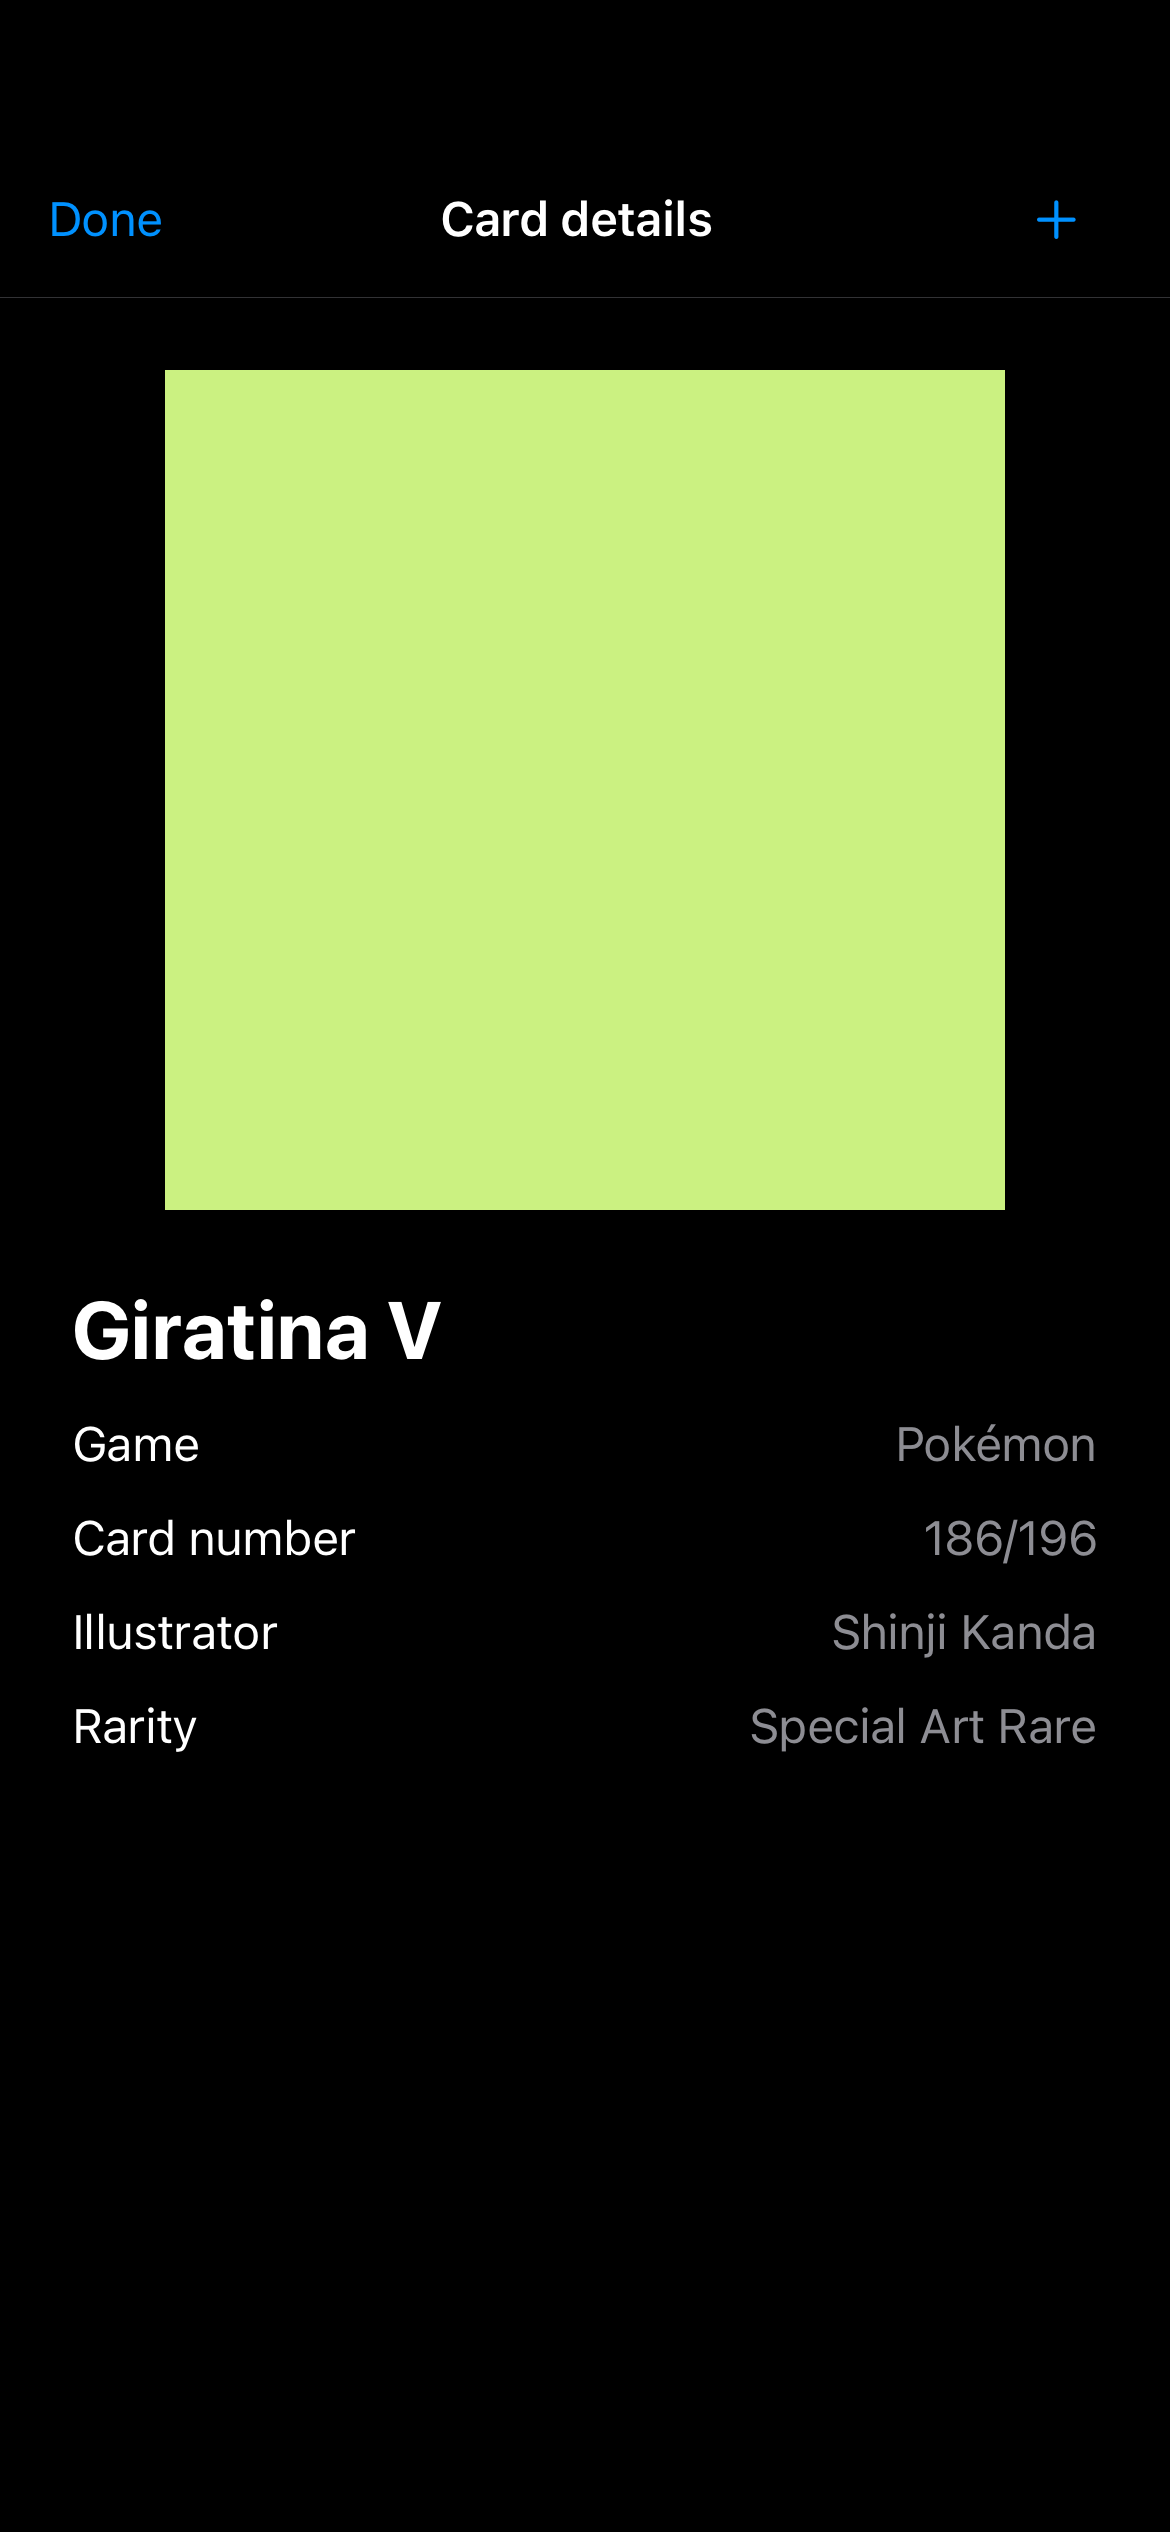 Done Card details +
Giratina V
Game Pokémon
Card number 186/196
Illustrator Shinji Kanda
Rarity Special Art Rare